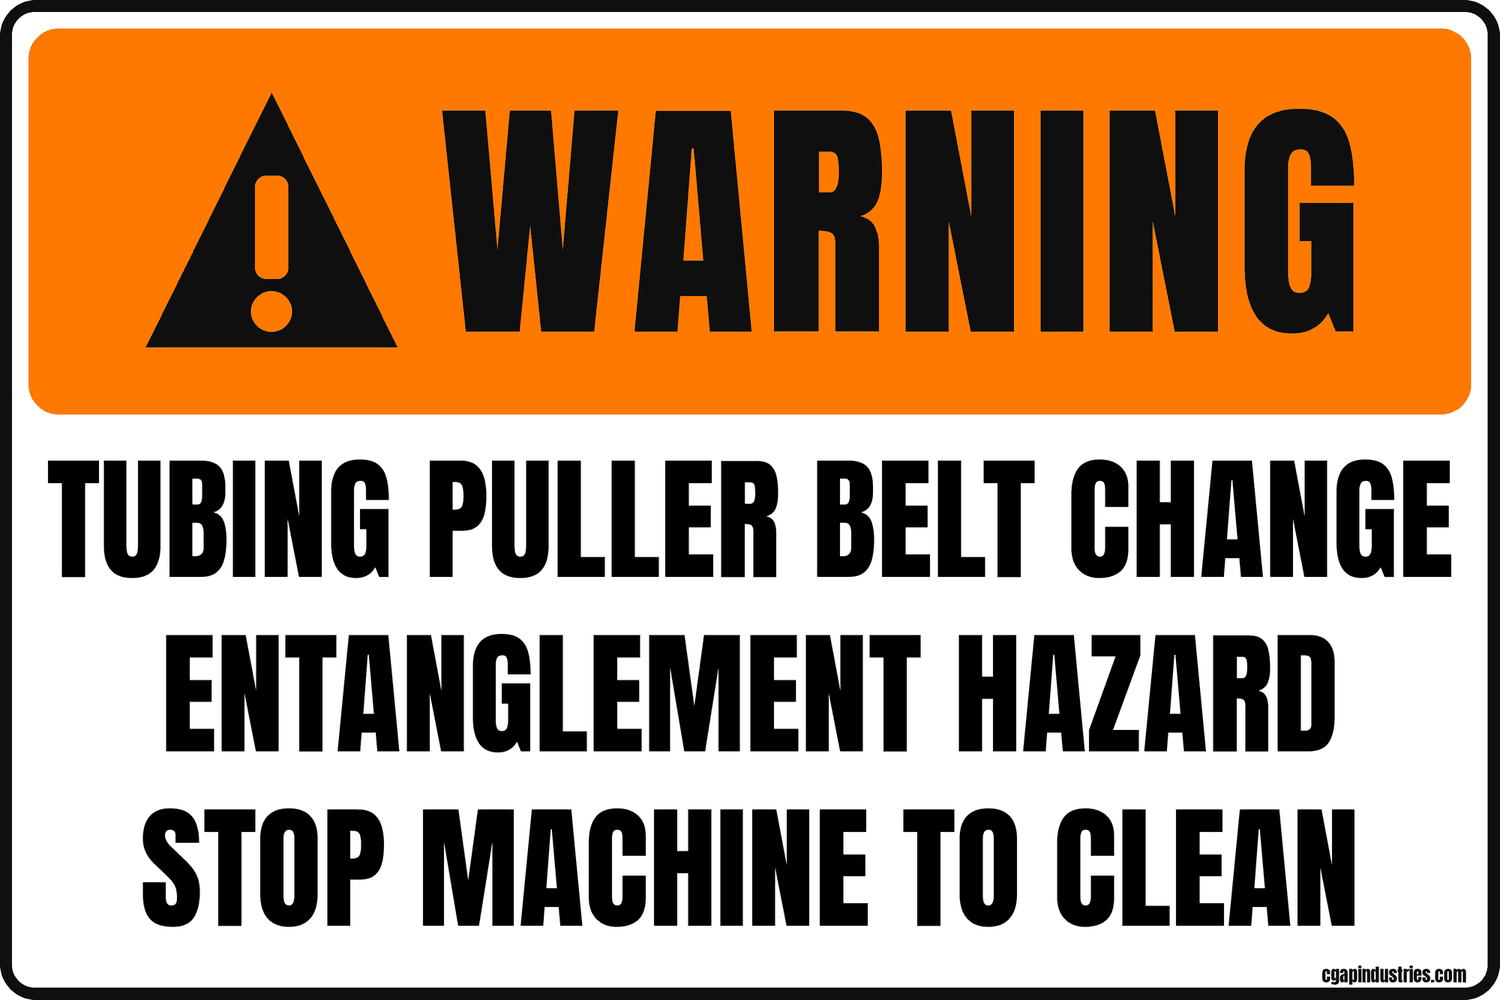 WARNING
TUBING PULLER BELT CHANGE
ENTANGLEMENT HAZARD
STOP MACHINE TO CLEAN
cgapindustries.com